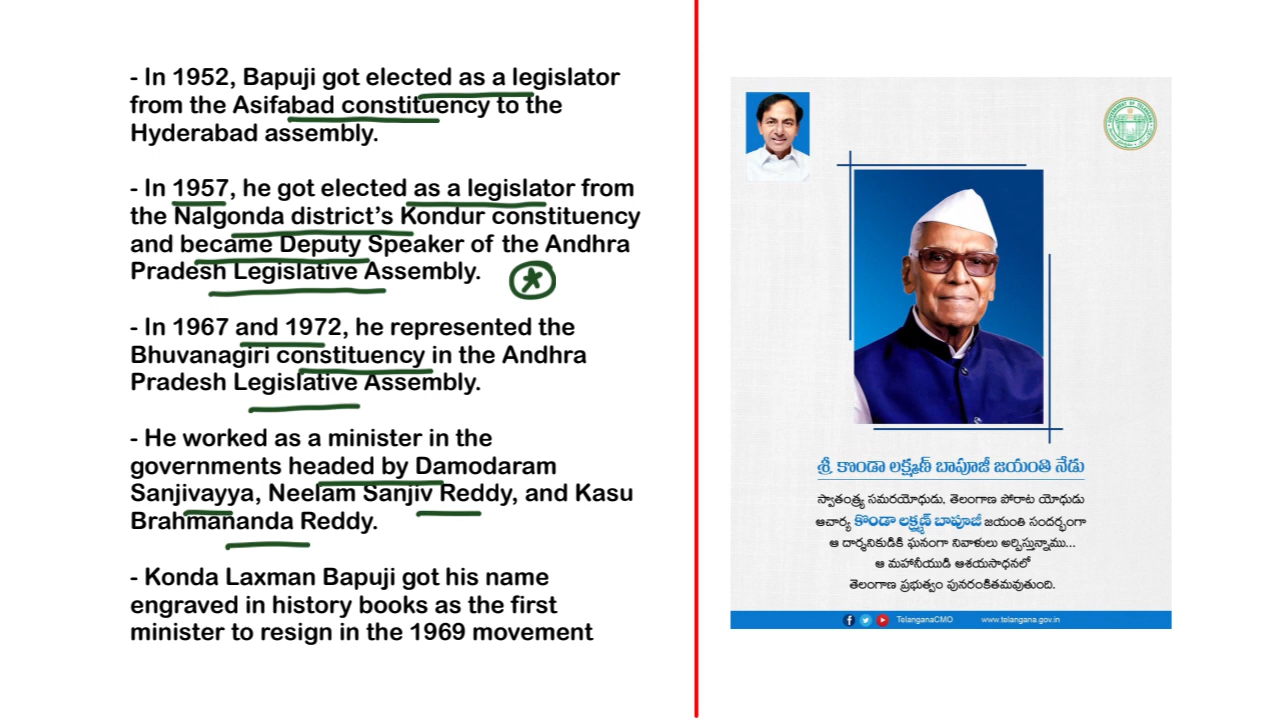 - In 1952, Bapuji got elected as a legislator
from the Asifabad constituency to the
Hyderabad assembly.
- In 1957, he got elected as a legislator from
the Nalgonda district's Kondur constituency
and became Deputy Speaker of the Andhra
Pradesh Legislative Assembly.
- In 1967 and 1972, he represented the
Bhuvanagiri constituency in the Andhra
Pradesh Legislative Assembly.
- He worked as a minister in the
governments headed by Damodaram
Sanjivayya, Neelam Sanjiv Reddy, and Kasu
Brahmananda Reddy.
- Konda Laxman Bapuji got his name
engraved in history books as the first
minister to resign in the 1969 movement
శ్రీ కొండా లక్ష్మణ్ బాపూజీ జయంతి నేడు
స్వాతంత్ర్య సమరయోధుడు, తెలంగాణ పోరాట యోధుడు
ఆచార్య కొండా లక్ష్మణ్ బాపూజీ జయంతి సందర్భంగా
ఆ దార్శనికుడికి ఘనంగా నివాళులు అర్పిస్తున్నాము...
ఆ మహానీయుడి ఆశయసాధనలో
తెలంగాణ ప్రభుత్వం పునరంకితమవుతుంది.
TelanganaCMO www.telangana.gov.in